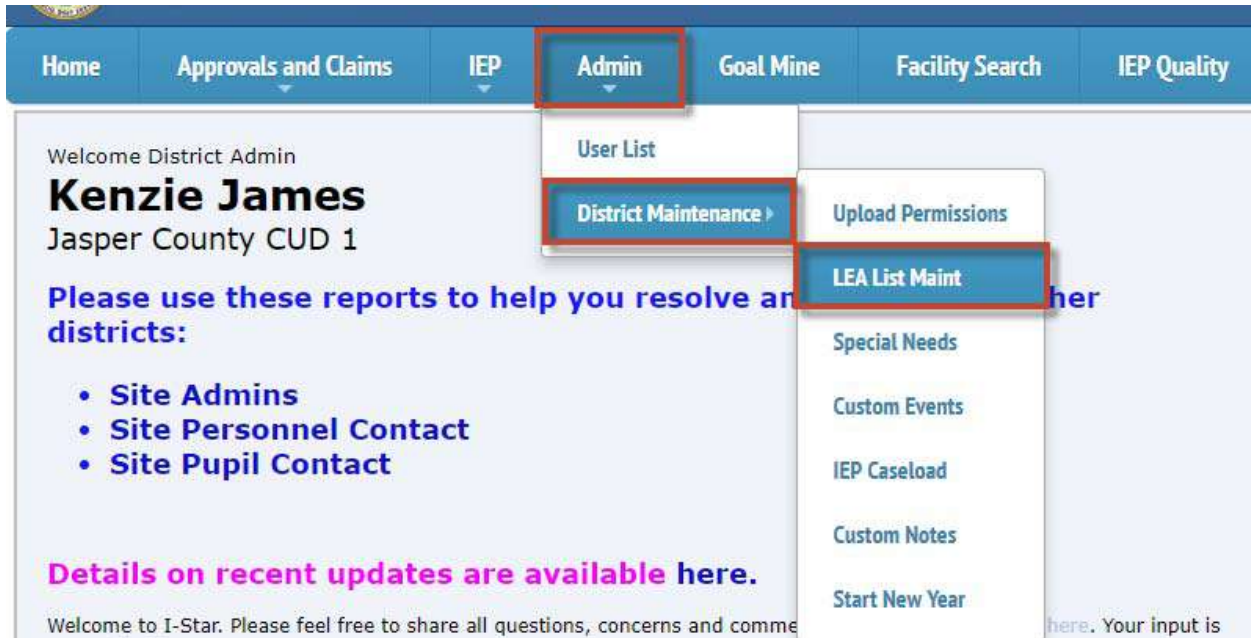 Home Approvals and Claims IEP Admin Goal Mine Facility Search IEP Quality
User List
District Maintenance
Upload Permissions
LEA List Maint
Special Needs
Custom Events
IEP Caseload
Custom Notes
Start New Year
Welcome District Admin
Kenzie James
Jasper County CUD 1
Please use these reports to help you resolve an her
districts:
• Site Admins
• Site Personnel Contact
• Site Pupil Contact
Details on recent updates are available here.
Welcome to I-Star. Please feel free to share all questions, concerns and comme here. Your input is